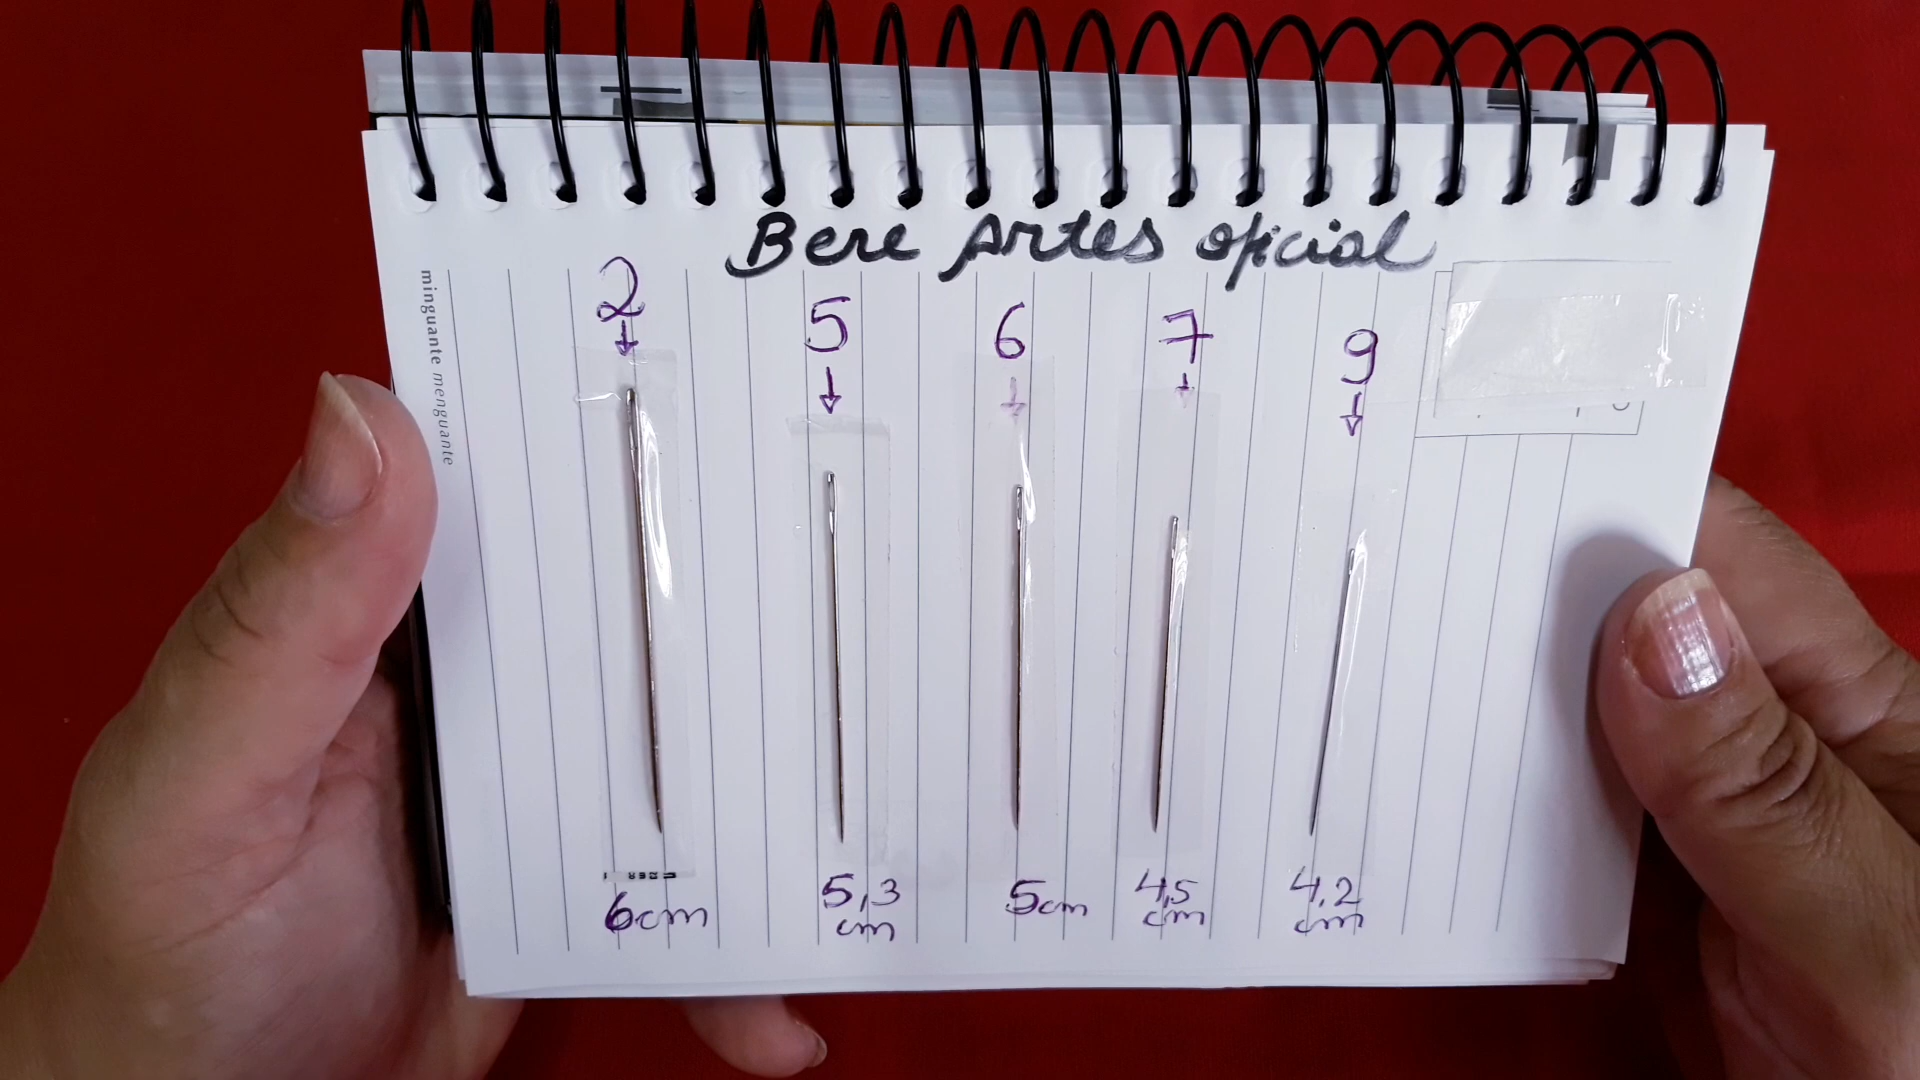 Bere Artes oficial
2 5 6 7 9
minguante menguante
6cm 5,3 cm 5cm 4,5 cm 4,2 cm